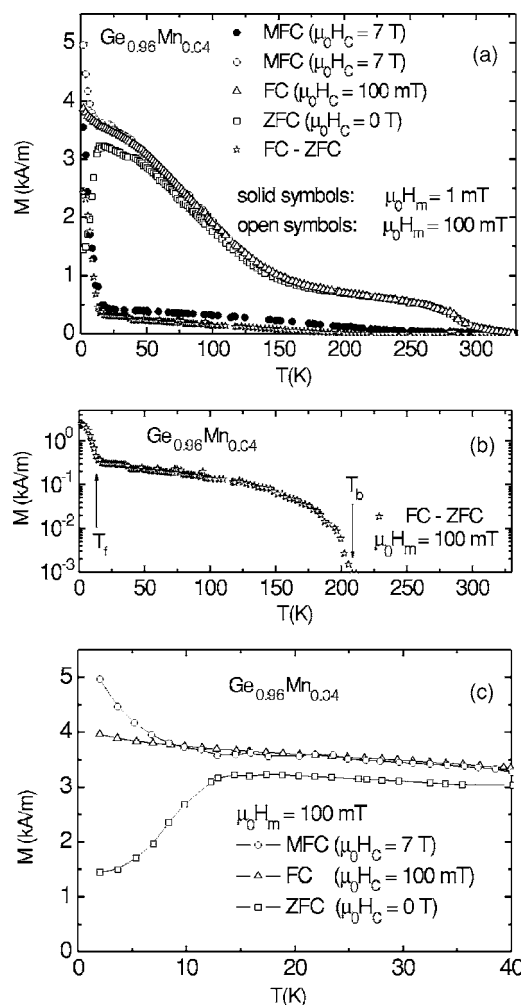 Ge0.96Mn0.04
MFC (μ0HC = 7 T)
MFC (μ0HC = 7 T)
FC (μ0HC = 100 mT)
ZFC (μ0HC = 0 T)
FC - ZFC
(a)
solid symbols: μ0Hm = 1 mT
open symbols: μ0Hm = 100 mT
M (kA/m)
5
4
3
2
1
0
0 50 100 150 200 250 300
T(K)
Ge0.96Mn0.04
(b)
M (kA/m)
10^0
10^-1
10^-2
10^-3
Tf
Tb
FC - ZFC
μ0Hm = 100 mT
0 50 100 150 200 250 300
T(K)
Ge0.96Mn0.04
(c)
M (kA/m)
5
4
3
2
1
0
μ0Hm = 100 mT
MFC (μ0HC = 7 T)
FC (μ0HC = 100 mT)
ZFC (μ0HC = 0 T)
0 10 20 30 40
T(K)